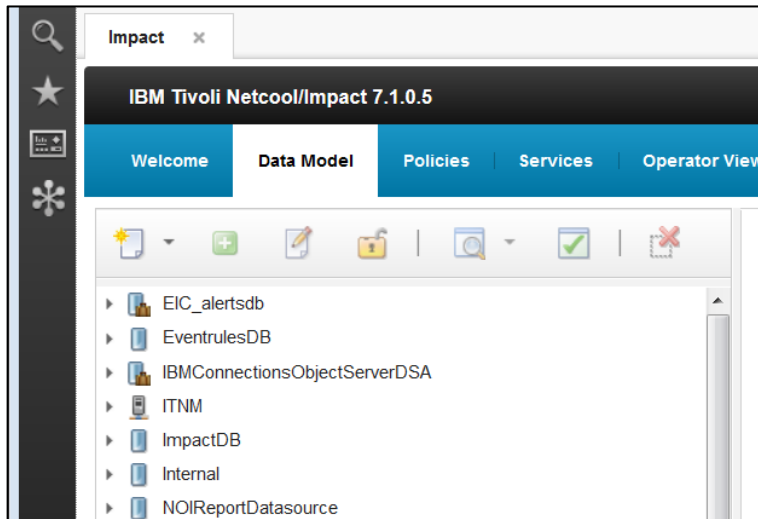 Impact
IBM Tivoli Netcool/Impact 7.1.0.5
Welcome Data Model Policies Services Operator View
EIC_alertsdb
EventrulesDB
IBMConnectionsObjectServerDSA
ITNM
ImpactDB
Internal
NOIReportDatasource